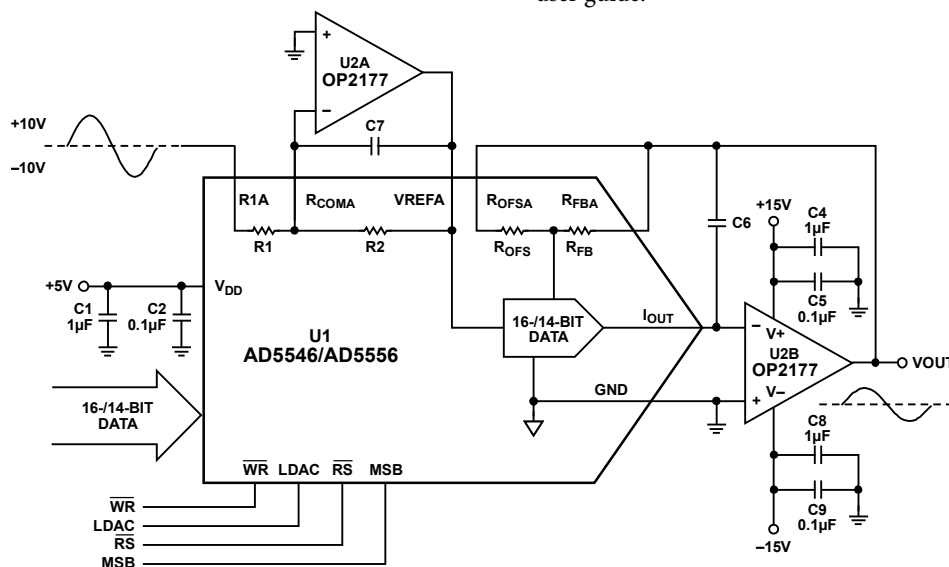 user guide.
U2A
OP2177
+
–
C7
+10V
–10V
R1A
RCOMA
VREFA
ROFSA
RFBA
R1
R2
ROFS
RFB
C6
+15V
C4
1µF
C5
0.1µF
+5V
C1
1µF
C2
0.1µF
VDD
U1
AD5546/AD5556
16-/14-BIT
DATA
IOUT
–
V+
U2B
OP2177
+
V–
VOUT
GND
16-/14-BIT
DATA
C8
1µF
C9
0.1µF
–15V
WR LDAC RS MSB
WR
LDAC
RS
MSB